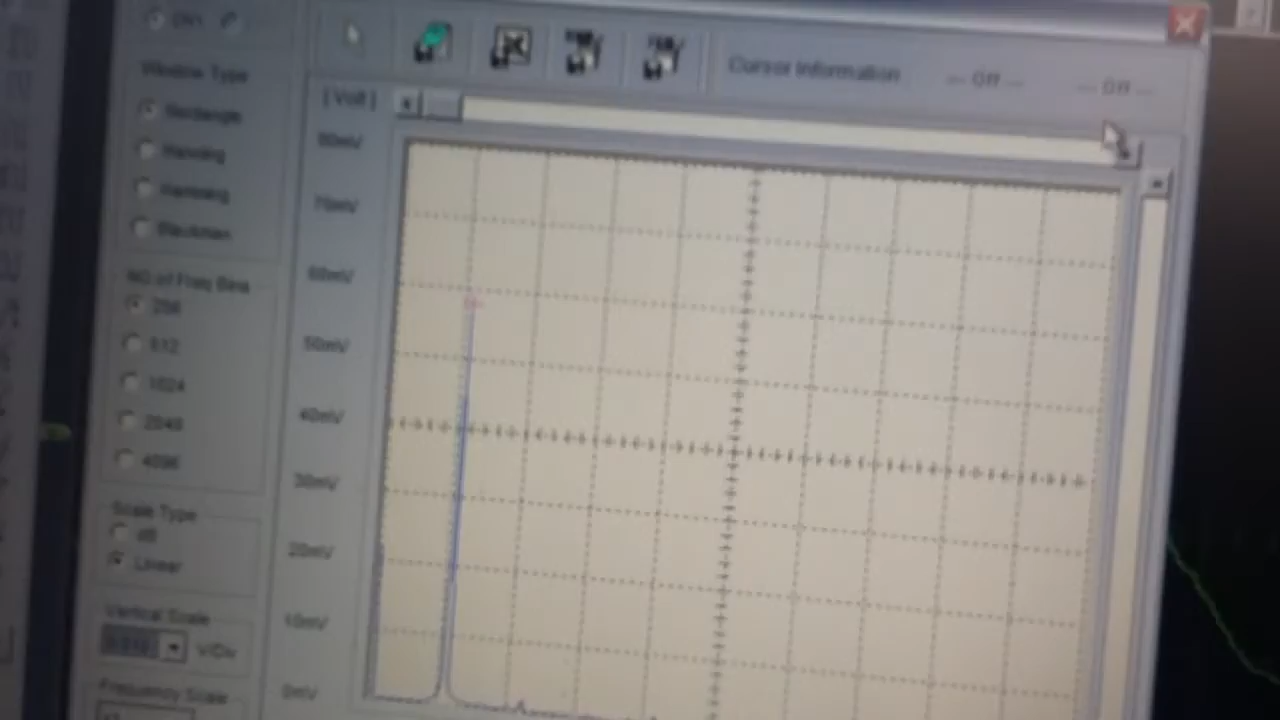 CH1
Cursor Information
--- Off ---
--- Off ---
Window Type
[ Volt ]
Rectangle
Hanning
Hamming
Blackman
80mV
70mV
60mV
50mV
40mV
30mV
20mV
10mV
0mV
NO of Freq Bins
256
512
1024
2048
4096
Scale Type
dB
Linear
Vertical Scale
V/Div
Frequency Scale